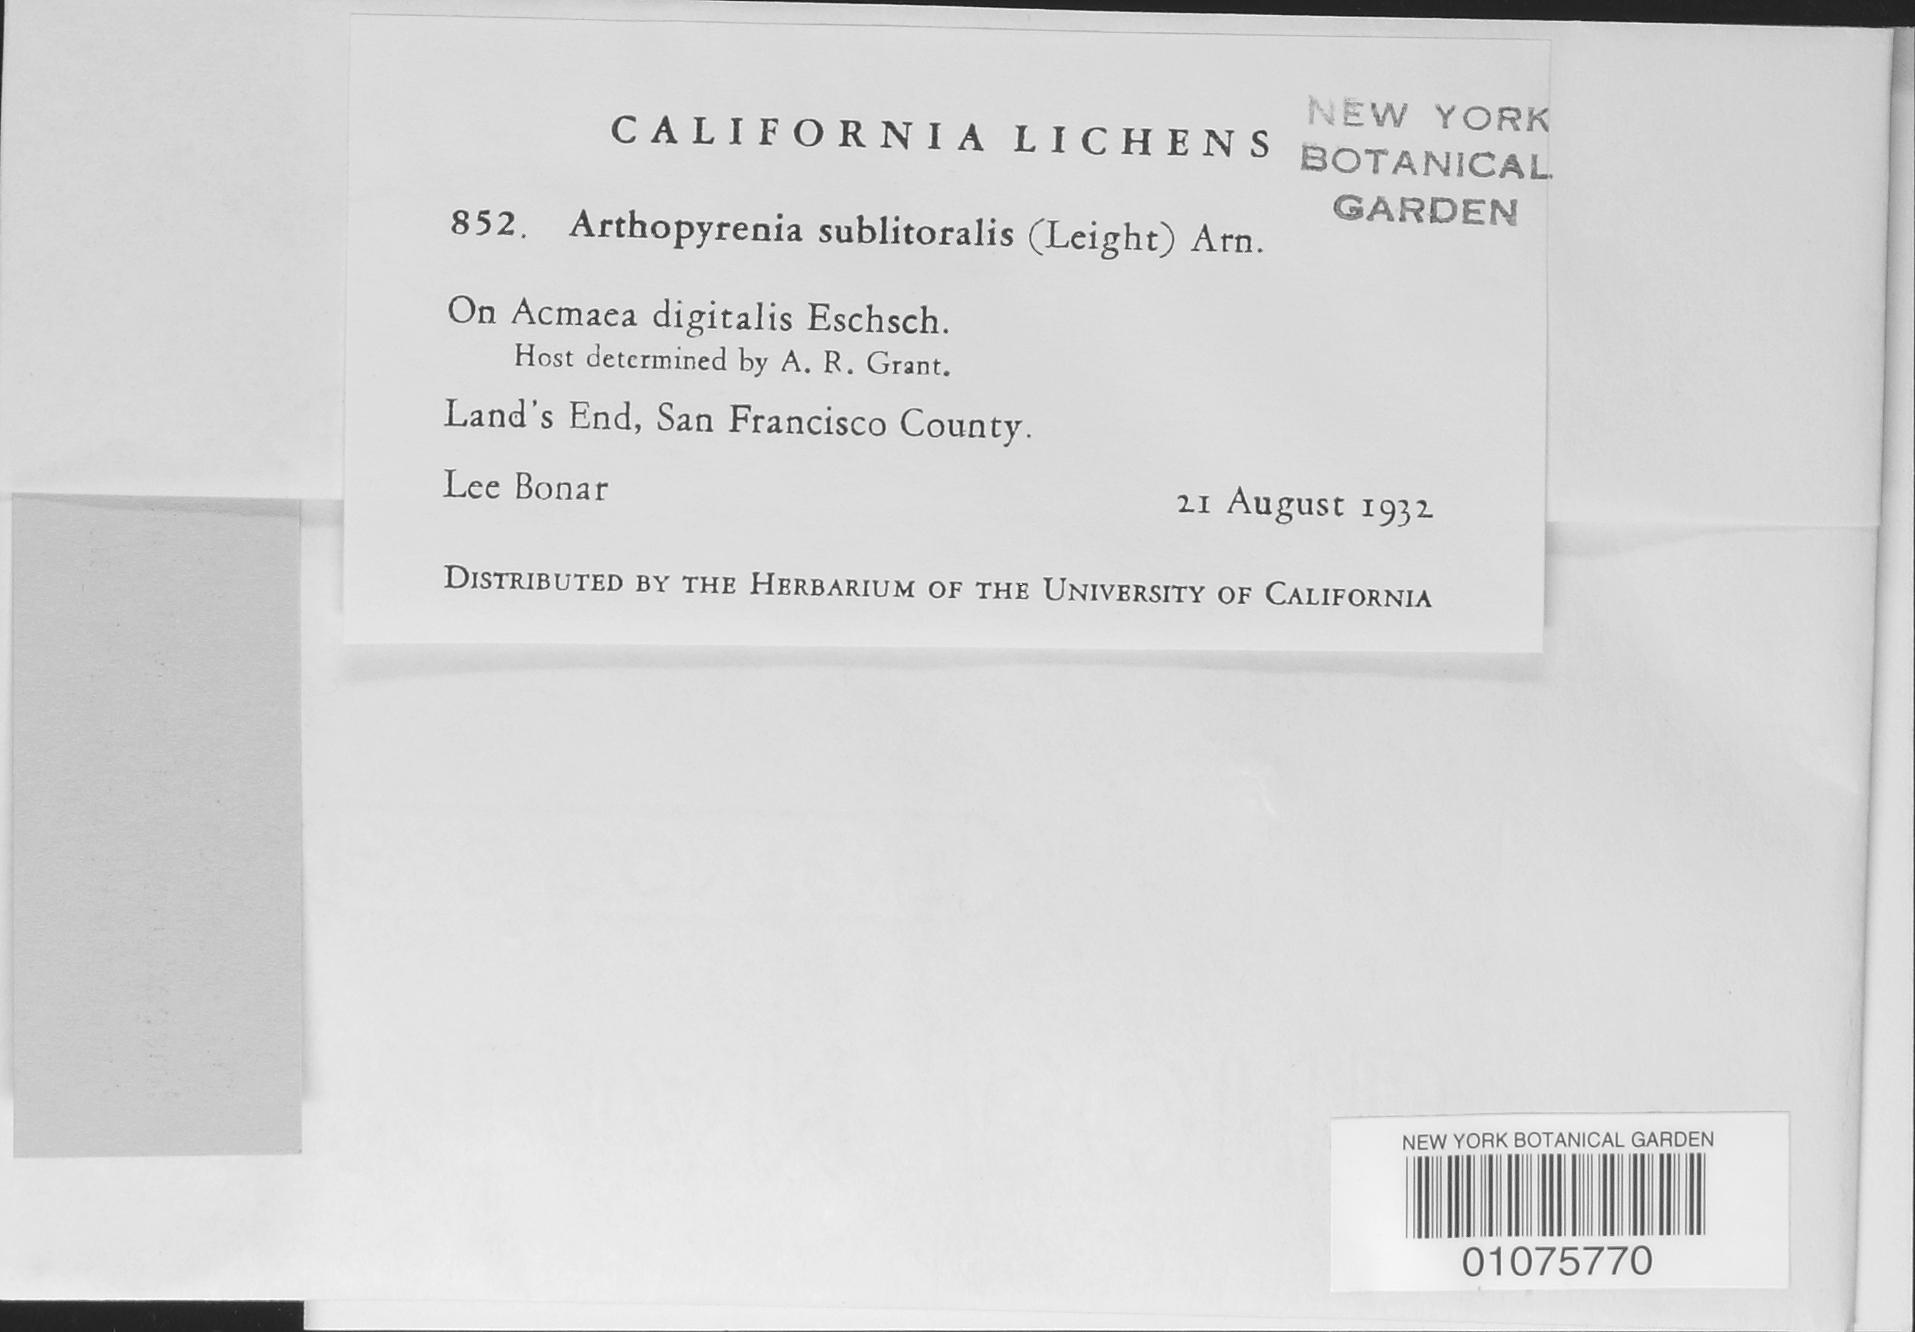 CALIFORNIA LICHENS
NEW YORK
BOTANICAL
GARDEN
852. Arthopyrenia sublitoralis (Leight) Arn.
On Acmaea digitalis Eschsch.
Host determined by A. R. Grant.
Land's End, San Francisco County.
Lee Bonar 21 August 1932
DISTRIBUTED BY THE HERBARIUM OF THE UNIVERSITY OF CALIFORNIA
NEW YORK BOTANICAL GARDEN
01075770